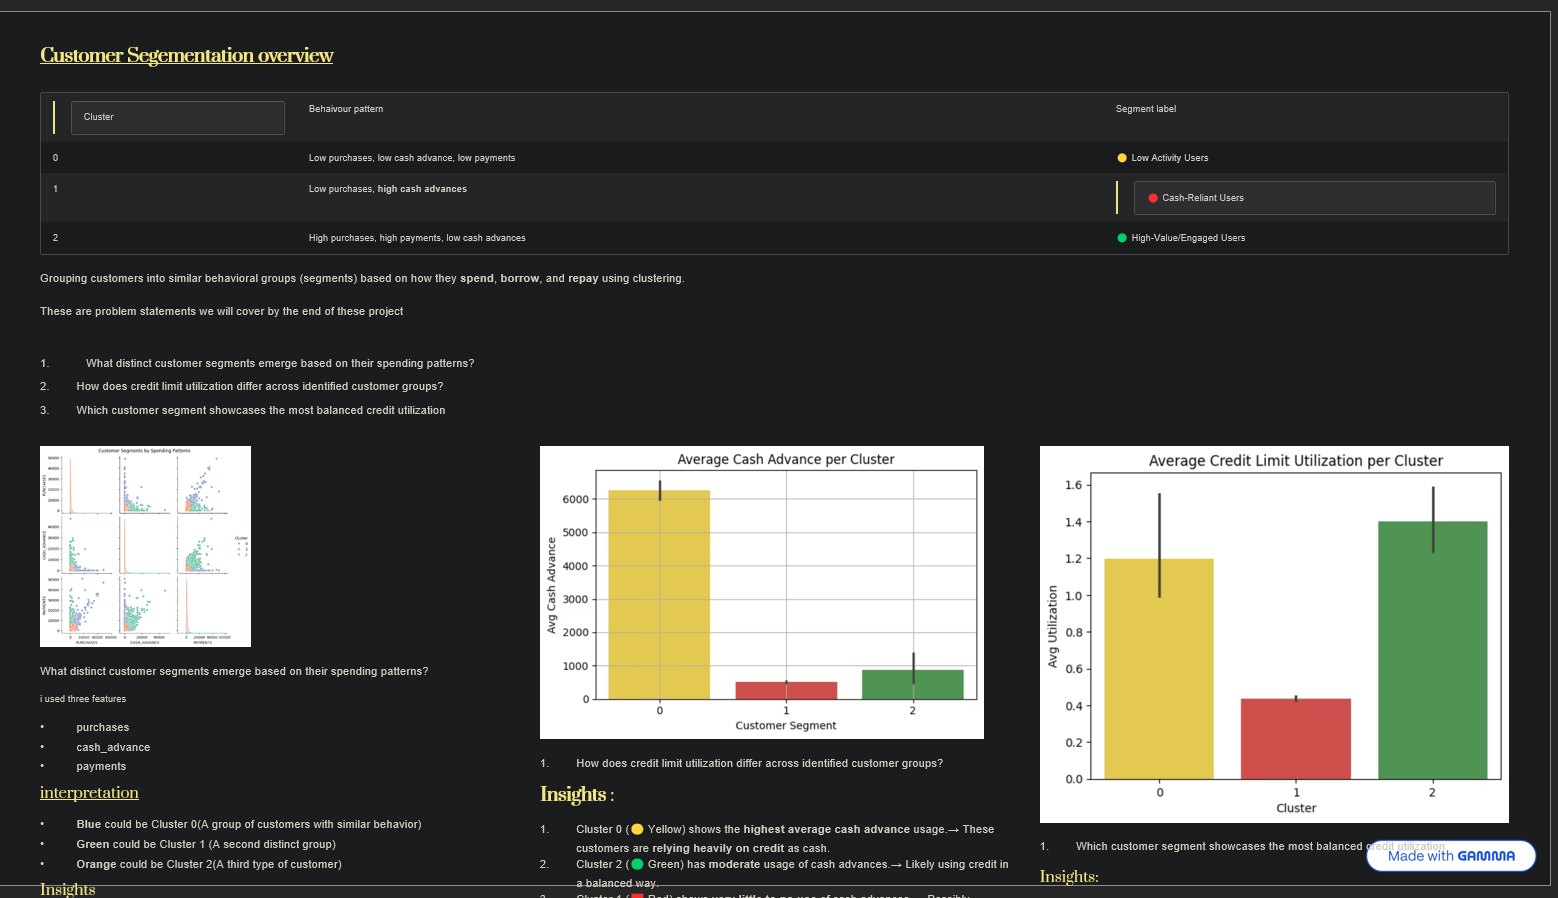 Customer Segementation overview
Cluster
Behaivour pattern
Segment label
0
Low purchases, low cash advance, low payments
Low Activity Users
1
Low purchases, high cash advances
Cash-Reliant Users
2
High purchases, high payments, low cash advances
High-Value/Engaged Users
Grouping customers into similar behavioral groups (segments) based on how they spend, borrow, and repay using clustering.
These are problem statements we will cover by the end of these project
1. What distinct customer segments emerge based on their spending patterns?
2. How does credit limit utilization differ across identified customer groups?
3. Which customer segment showcases the most balanced credit utilization
Customer Segments by Spending Patterns
PURCHASES
CASH_ADVANCE
PAYMENTS
Cluster
PURCHASES
CASH_ADVANCE
PAYMENTS
What distinct customer segments emerge based on their spending patterns?
i used three features
• purchases
• cash_advance
• payments
interpretation
• Blue could be Cluster 0(A group of customers with similar behavior)
• Green could be Cluster 1 (A second distinct group)
• Orange could be Cluster 2(A third type of customer)
Insights
Average Cash Advance per Cluster
Avg Cash Advance
6000
5000
4000
3000
2000
1000
0
0
1
2
Customer Segment
1. How does credit limit utilization differ across identified customer groups?
Insights :
1. Cluster 0 ( Yellow) shows the highest average cash advance usage.→ These
customers are relying heavily on credit as cash.
2. Cluster 2 ( Green) has moderate usage of cash advances.→ Likely using credit in
a balanced way.
Average Credit Limit Utilization per Cluster
Avg Utilization
1.6
1.4
1.2
1.0
0.8
0.6
0.4
0.2
0.0
0
1
2
Cluster
1. Which customer segment showcases the most balanced credit utilization
Insights:
Made with GAMMA